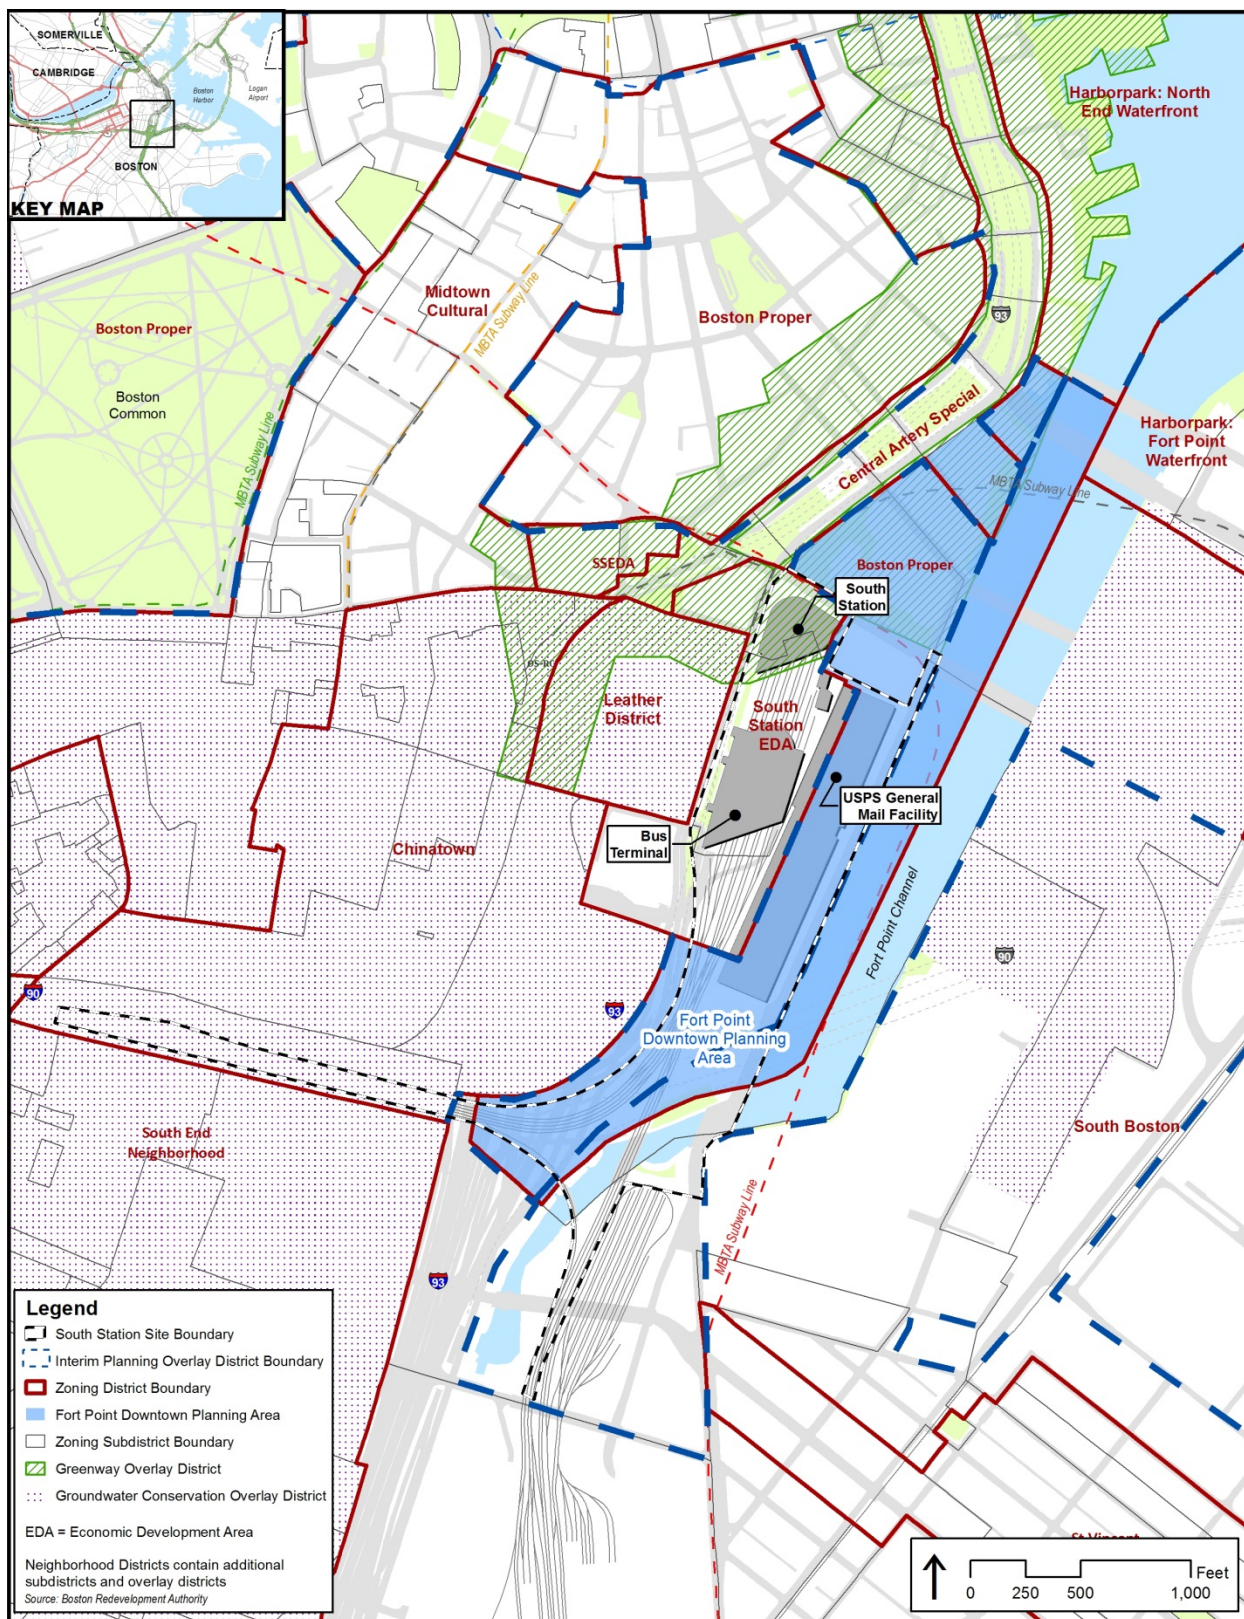 SOMERVILLE
CAMBRIDGE
Boston
Harbor
Logan
Airport
BOSTON
KEY MAP
Harborpark: North
End Waterfront
93
Boston Proper
Boston
Common
Midtown
Cultural
MBTA Subway Line
Boston Proper
MBTA Subway Line
Central Artery Special
Harborpark:
Fort Point
Waterfront
MBTA Subway Line
SSEDA
Boston Proper
South
Station
OS-RC
Leather
District
South
Station
EDA
USPS General
Mail Facility
Bus
Terminal
Chinatown
Fort Point Channel
90
90
93
Fort Point
Downtown Planning
Area
South End
Neighborhood
South Boston
MBTA Subway Line
93
St Vincent
Legend
South Station Site Boundary
Interim Planning Overlay District Boundary
Zoning District Boundary
Fort Point Downtown Planning Area
Zoning Subdistrict Boundary
Greenway Overlay District
Groundwater Conservation Overlay District
EDA = Economic Development Area
Neighborhood Districts contain additional
subdistricts and overlay districts
Source: Boston Redevelopment Authority
Feet
0 250 500 1,000